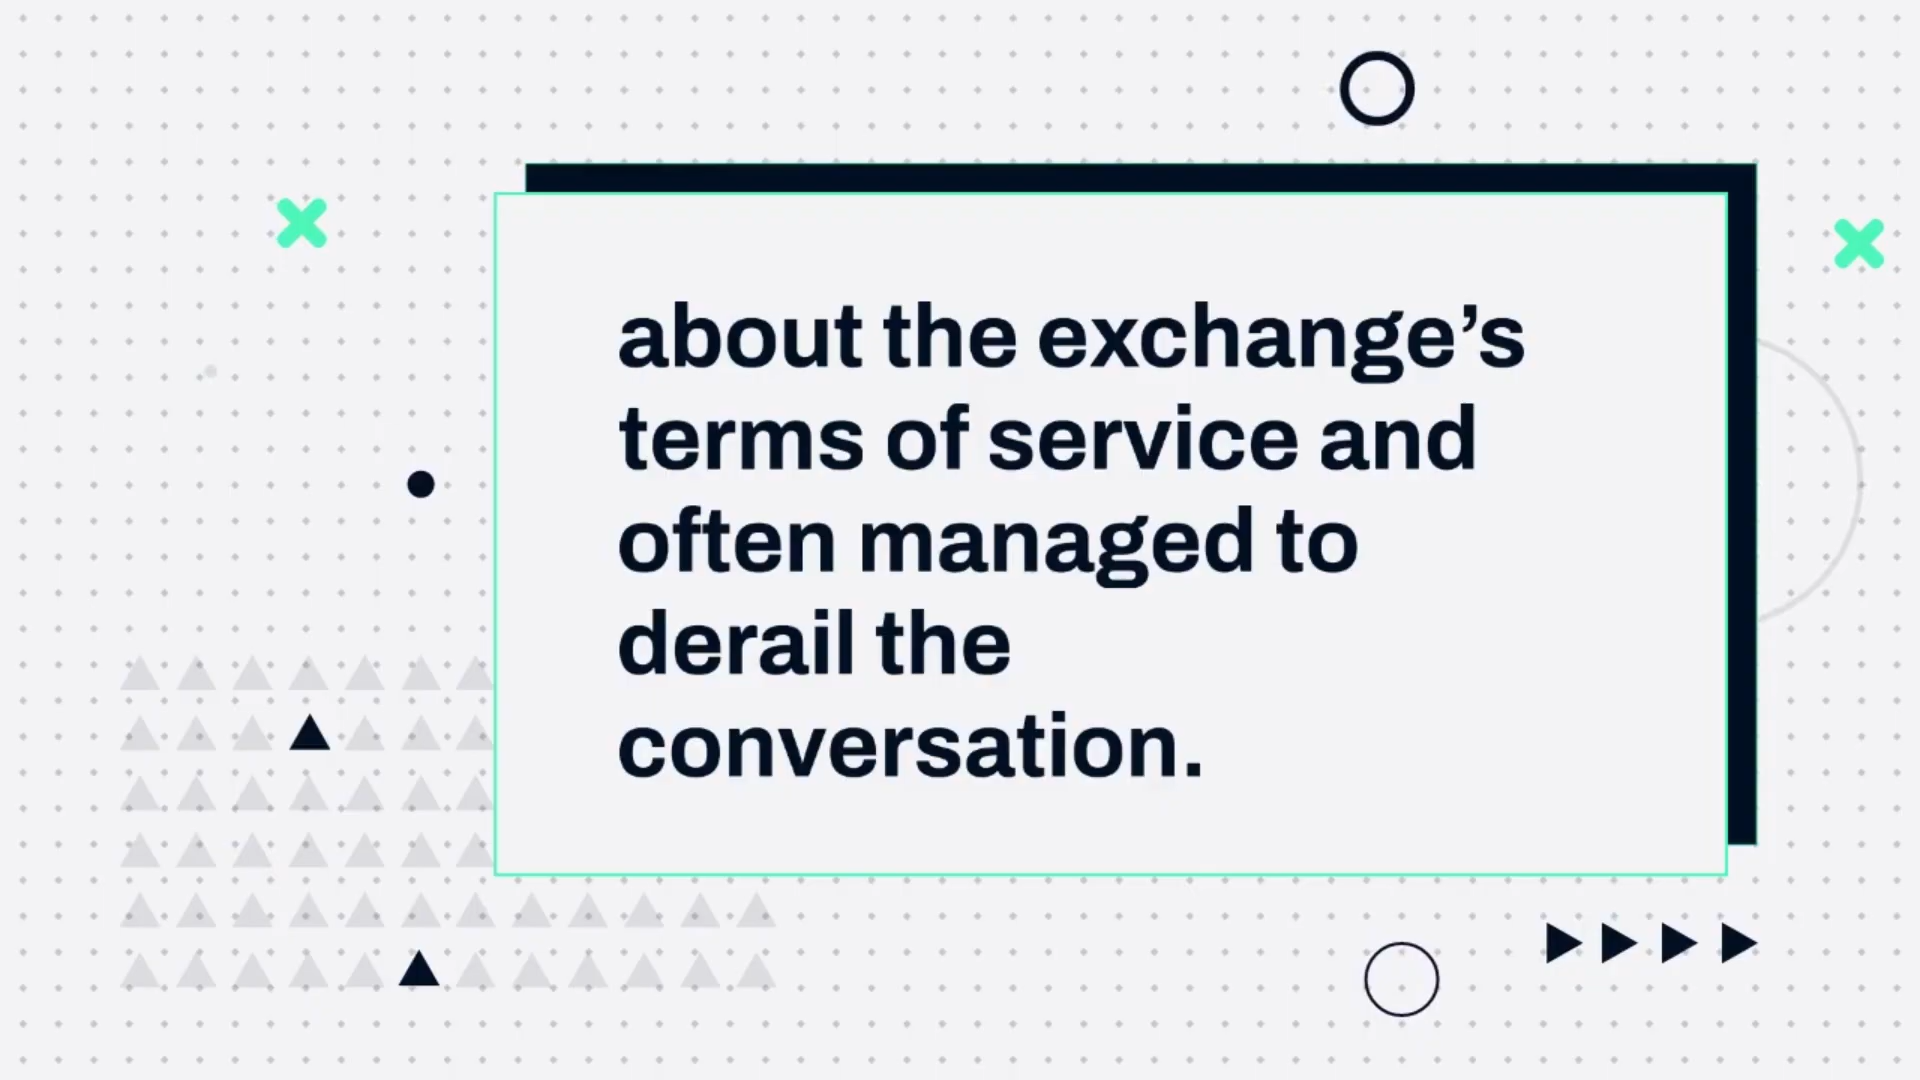 about the exchange’s
terms of service and
often managed to
derail the
conversation.